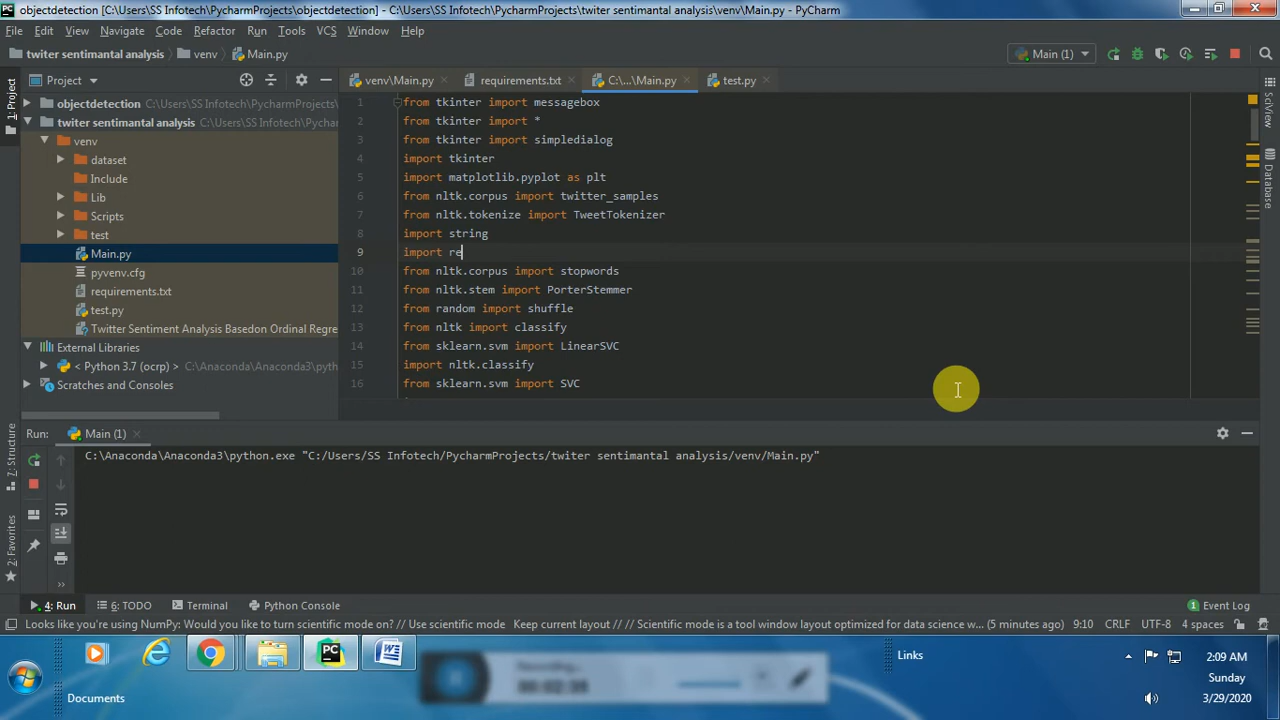 objectdetection [C:\Users\SS Infotech\PycharmProjects\objectdetection] - C:\Users\SS Infotech\PycharmProjects\twiter sentimantal analysis\venv\Main.py - PyCharm
File Edit View Navigate Code Refactor Run Tools VCS Window Help
twiter sentimantal analysis venv Main.py
Main (1)
Project
venv\Main.py requirements.txt C:\...\Main.py test.py
1: Project
SciView
Database
objectdetection C:\Users\SS Infotech\PycharmProjects\
twiter sentimantal analysis C:\Users\SS Infotech\Pycharm
venv
dataset
Include
Lib
Scripts
test
Main.py
pyvenv.cfg
requirements.txt
test.py
Twitter Sentiment Analysis Basedon Ordinal Regre
External Libraries
< Python 3.7 (ocrp) > C:\Anaconda\Anaconda3\pytho
Scratches and Consoles
1 from tkinter import messagebox
2 from tkinter import *
3 from tkinter import simpledialog
4 import tkinter
5 import matplotlib.pyplot as plt
6 from nltk.corpus import twitter_samples
7 from nltk.tokenize import TweetTokenizer
8 import string
9 import re
10 from nltk.corpus import stopwords
11 from nltk.stem import PorterStemmer
12 from random import shuffle
13 from nltk import classify
14 from sklearn.svm import LinearSVC
15 import nltk.classify
16 from sklearn.svm import SVC
Run: Main (1)
C:\Anaconda\Anaconda3\python.exe "C:/Users/SS Infotech/PycharmProjects/twiter sentimantal analysis/venv/Main.py"
7: Structure
2: Favorites
4: Run 6: TODO Terminal Python Console 1 Event Log
Looks like you're using NumPy: Would you like to turn scientific mode on? // Use scientific mode Keep current layout // // Scientific mode is a tool window layout optimized for data science w... (5 minutes ago) 9:10 CRLF UTF-8 4 spaces
Links
Documents
2:09 AM
Sunday
3/29/2020